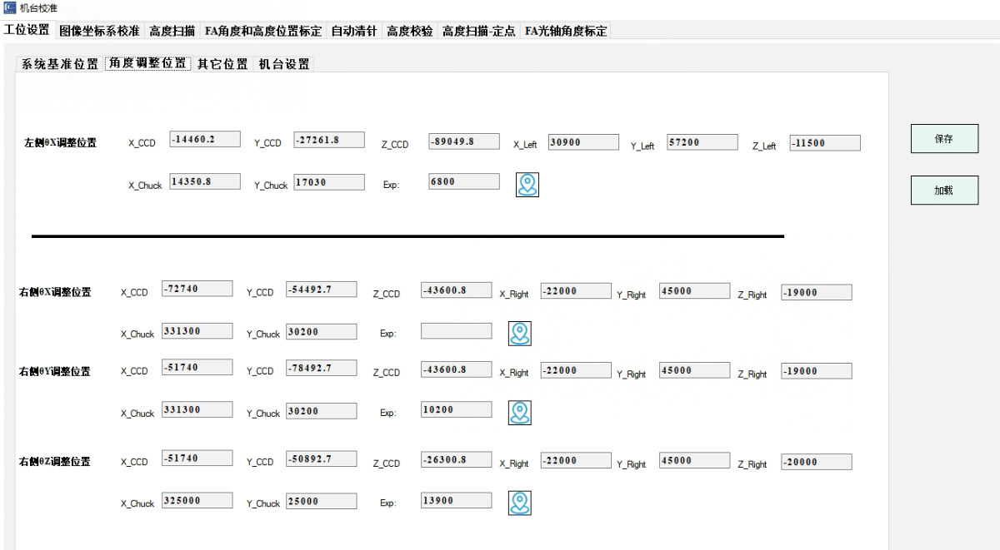 机台校准
工位设置 图像坐标系校准 高度扫描 FA角度和高度位置标定 自动清针 高度校验 高度扫描-定点 FA光轴角度标定
系统基准位置 角度调整位置 其它位置 机台设置
左侧θX调整位置 X_CCD -14460.2 Y_CCD -27261.8 Z_CCD -89049.8 X_Left 30900 Y_Left 57200 Z_Left -11500
保存
X_Chuck 14350.8 Y_Chuck 17030 Exp: 6800
加载
右侧θX调整位置 X_CCD -72740 Y_CCD -54492.7 Z_CCD -43600.8 X_Right -22000 Y_Right 45000 Z_Right -19000
X_Chuck 331300 Y_Chuck 30200 Exp:
右侧θY调整位置 X_CCD -51740 Y_CCD -78492.7 Z_CCD -43600.8 X_Right -22000 Y_Right 45000 Z_Right -19000
X_Chuck 331300 Y_Chuck 30200 Exp: 10200
右侧θZ调整位置 X_CCD -51740 Y_CCD -50892.7 Z_CCD -26300.8 X_Right -22000 Y_Right 45000 Z_Right -20000
X_Chuck 325000 Y_Chuck 25000 Exp: 13900